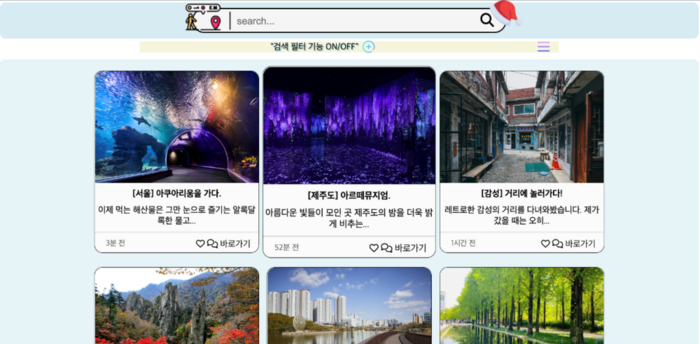 search...
"검색 필터 기능 ON/OFF"
[서울] 아쿠아리움을 가다.
이제 먹는 해산물은 그만 눈으로 즐기는 알록달
록한 물고...
3분 전
바로가기
[제주도] 아르떼뮤지엄.
아름다운 빛들이 모인 곳 제주도의 밤을 더욱 밝
게 비추는...
52분 전
바로가기
[감성] 거리에 놀러가다!
레트로한 감성의 거리를 다녀와봤습니다. 제가
갔을 때는 오히...
1시간 전
바로가기